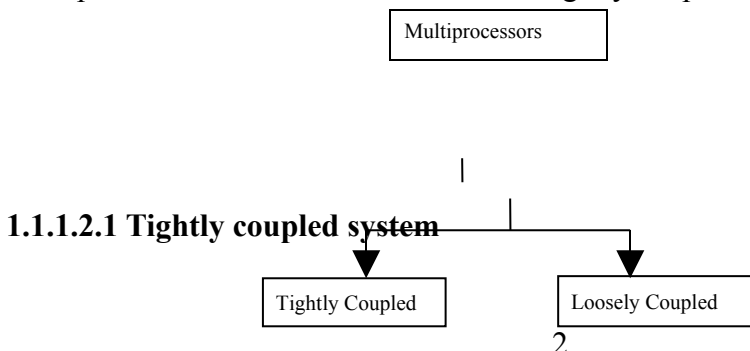 Multiprocessors
1.1.1.2.1 Tightly coupled system
Tightly Coupled
Loosely Coupled
2